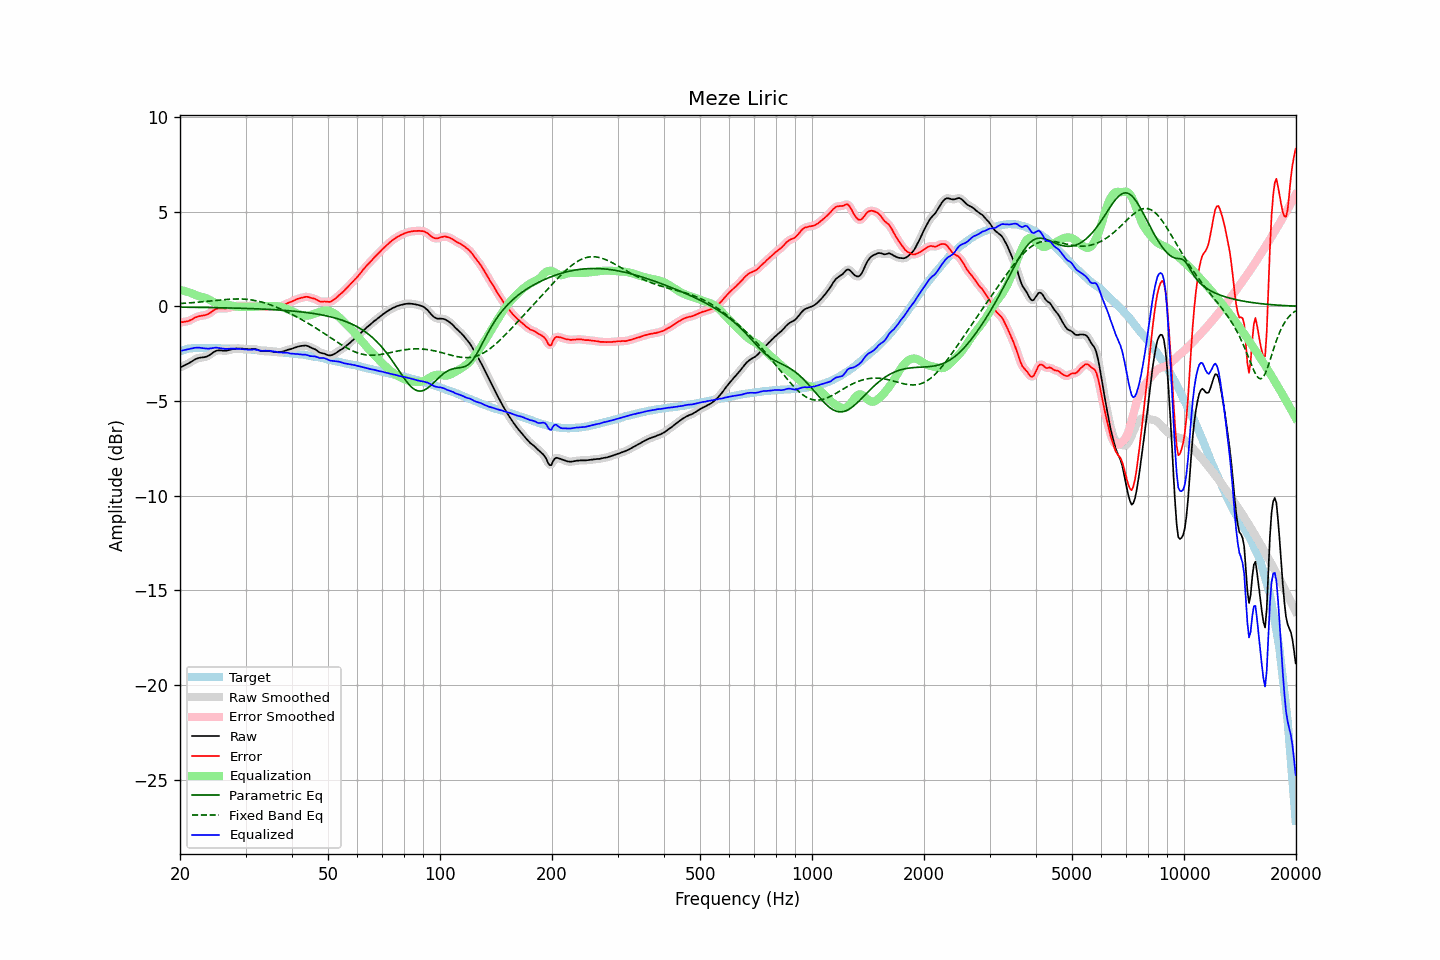 Meze Liric
10
5
0
−5
−10
−15
−20
−25
Amplitude (dBr)
Target
Raw Smoothed
Error Smoothed
Raw
Error
Equalization
Parametric Eq
Fixed Band Eq
Equalized
20 50 100 200 500 1000 2000 5000 10000 20000
Frequency (Hz)